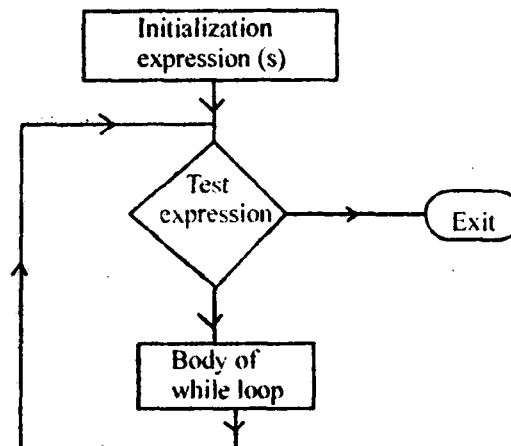 Initialization
expression (s)
Test
expression
Exit
Body of
while loop